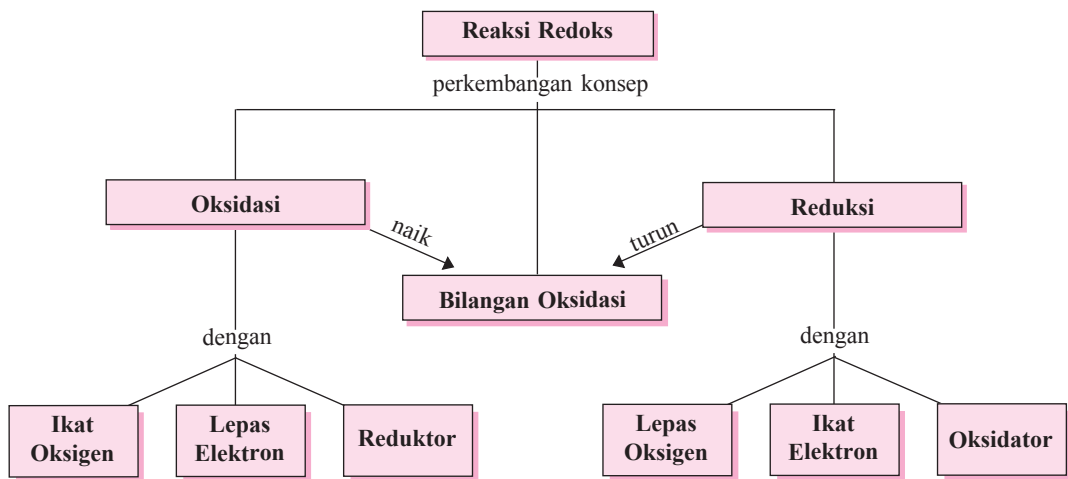 Reaksi Redoks
perkembangan konsep
Oksidasi
Reduksi
naik
turun
Bilangan Oksidasi
dengan
dengan
Ikat
Oksigen
Lepas
Elektron
Reduktor
Lepas
Oksigen
Ikat
Elektron
Oksidator